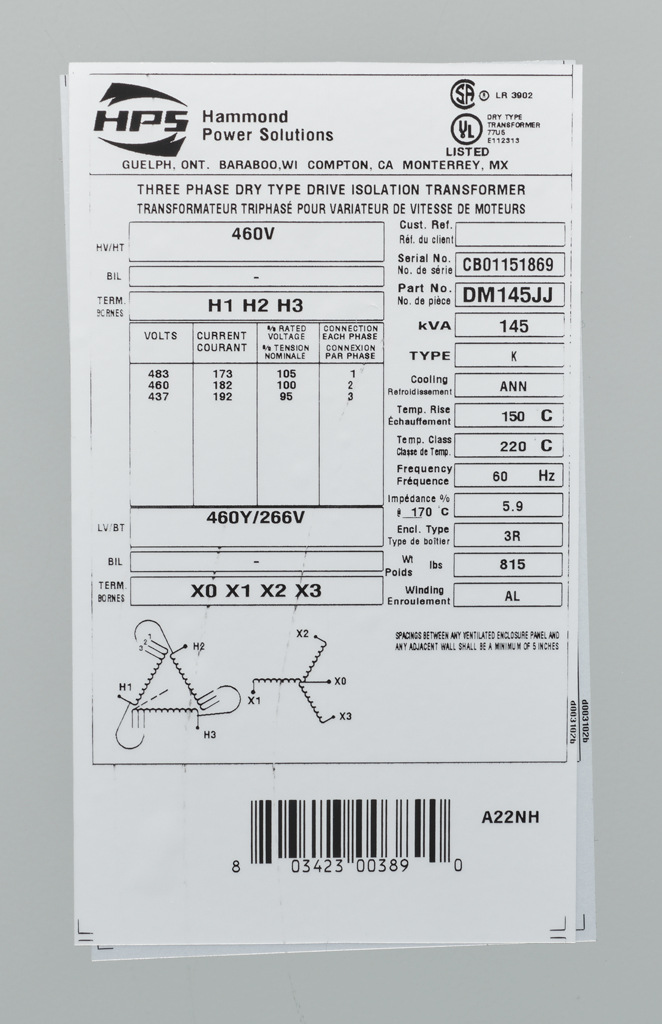 HPS
Hammond
Power Solutions
LR 3902
DRY TYPE
TRANSFORMER
77U5
E112313
UL
LISTED
GUELPH, ONT. BARABOO,WI COMPTON, CA MONTERREY, MX
THREE PHASE DRY TYPE DRIVE ISOLATION TRANSFORMER
TRANSFORMATEUR TRIPHASÉ POUR VARIATEUR DE VITESSE DE MOTEURS
HV/HT 460V
BIL -
TERM. BORNES H1 H2 H3
VOLTS CURRENT COURANT % RATED VOLTAGE % TENSION NOMINALE CONNECTION EACH PHASE CONNEXION PAR PHASE
483 173 105 1
460 182 100 2
437 192 95 3
LV/BT 460Y/266V
BIL -
TERM. BORNES X0 X1 X2 X3
Cust. Ref.
Réf. du client
Serial No.
No. de série CB01151869
Part No.
No. de pièce DM145JJ
kVA 145
TYPE K
Cooling
Refroidissement ANN
Temp. Rise
Échauffement 150 C
Temp. Class
Classe de Temp. 220 C
Frequency
Fréquence 60 Hz
Impédance %
@ 170 °C 5.9
Encl. Type
Type de boîtier 3R
Wt
Poids lbs 815
Winding
Enroulement AL
SPACINGS BETWEEN ANY VENTILATED ENCLOSURE PANEL AND
ANY ADJACENT WALL SHALL BE A MINIMUM OF 5 INCHES
3 2 1
H2
H1
H3
X2
X0
X1
X3
d003102b
d003102b
A22NH
8 03423 00389 0